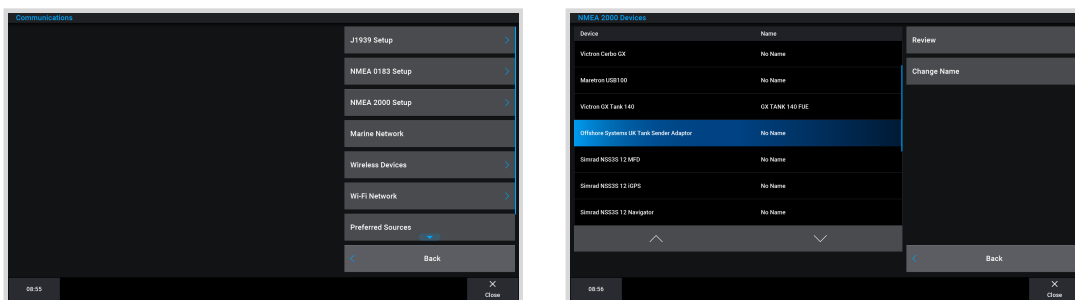 Communications
J1939 Setup
NMEA 0183 Setup
NMEA 2000 Setup
Marine Network
Wireless Devices
Wi-Fi Network
Preferred Sources
Back
08:55
Close
NMEA 2000 Devices
Device Name
Victron Cerbo GX No Name
Maretron USB100 No Name
Victron GX Tank 140 GX TANK 140 FUE
Offshore Systems UK Tank Sender Adaptor No Name
Simrad NSS3S 12 MFD No Name
Simrad NSS3S 12 iGPS No Name
Simrad NSS3S 12 Navigator No Name
Review
Change Name
Back
08:56
Close